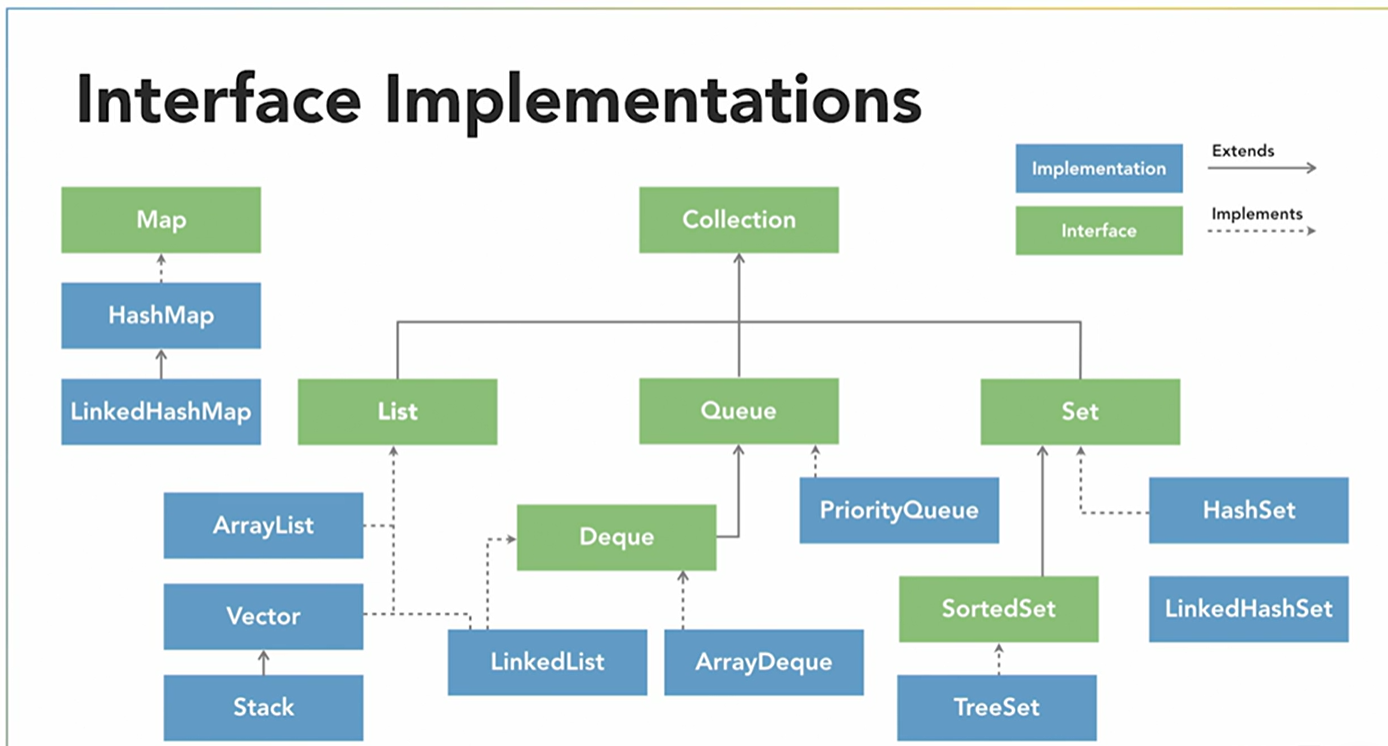 Interface Implementations
Implementation
Extends
Interface
Implements
Map
Collection
HashMap
LinkedHashMap
List
Queue
Set
ArrayList
Deque
PriorityQueue
HashSet
Vector
SortedSet
LinkedHashSet
LinkedList
ArrayDeque
Stack
TreeSet